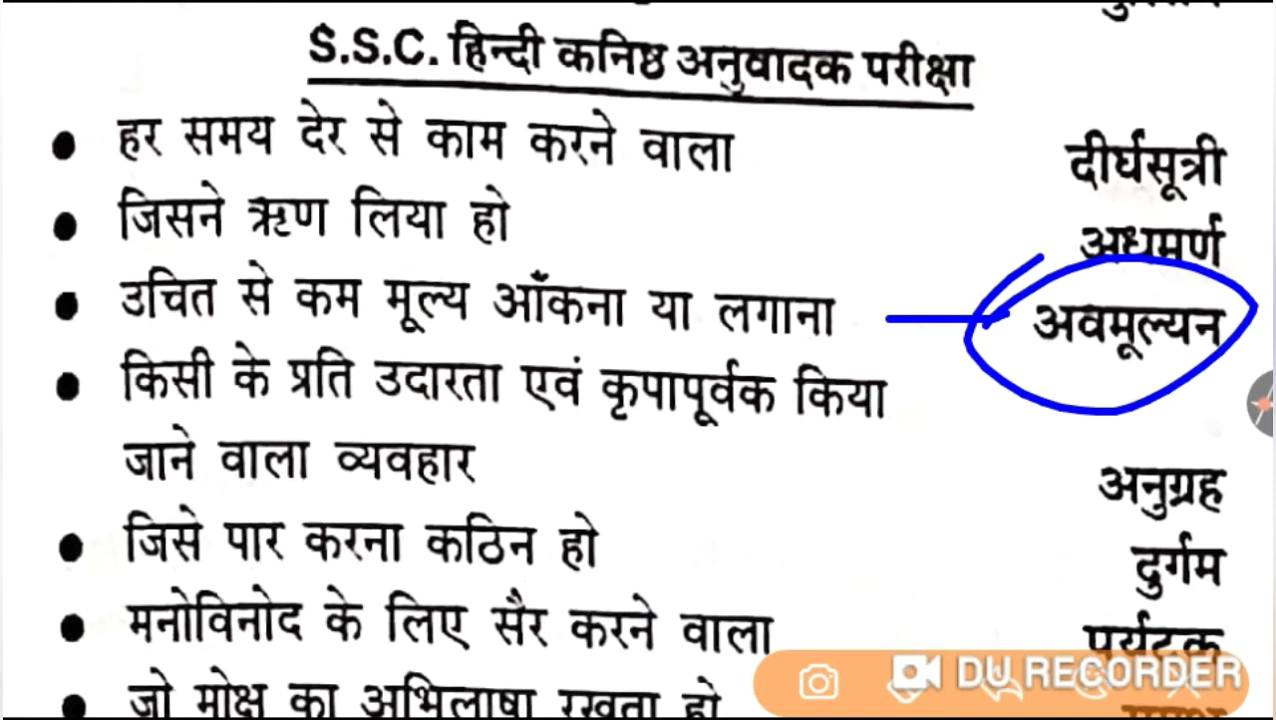 S.S.C. हिन्दी कनिष्ठ अनुवादक परीक्षा
● हर समय देर से काम करने वाला दीर्घसूत्री
● जिसने ऋण लिया हो अधमर्ण
● उचित से कम मूल्य आँकना या लगाना अवमूल्यन
● किसी के प्रति उदारता एवं कृपापूर्वक किया
जाने वाला व्यवहार अनुग्रह
● जिसे पार करना कठिन हो दुर्गम
● मनोविनोद के लिए सैर करने वाला पर्यटक
DU RECORDER
● जो मोक्ष का अभिलाषा रखता हो